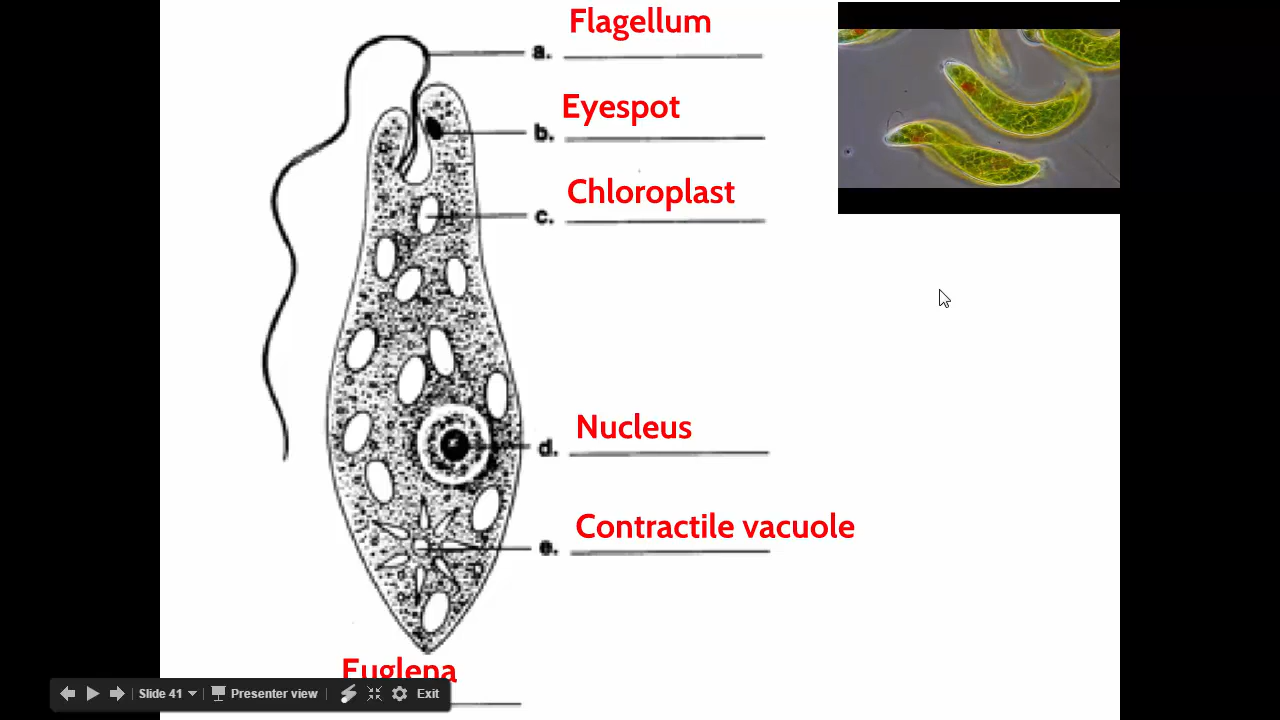 Flagellum
a.
Eyespot
b.
Chloroplast
c.
Nucleus
d.
Contractile vacuole
e.
Euglena
Slide 41 Presenter view Exit